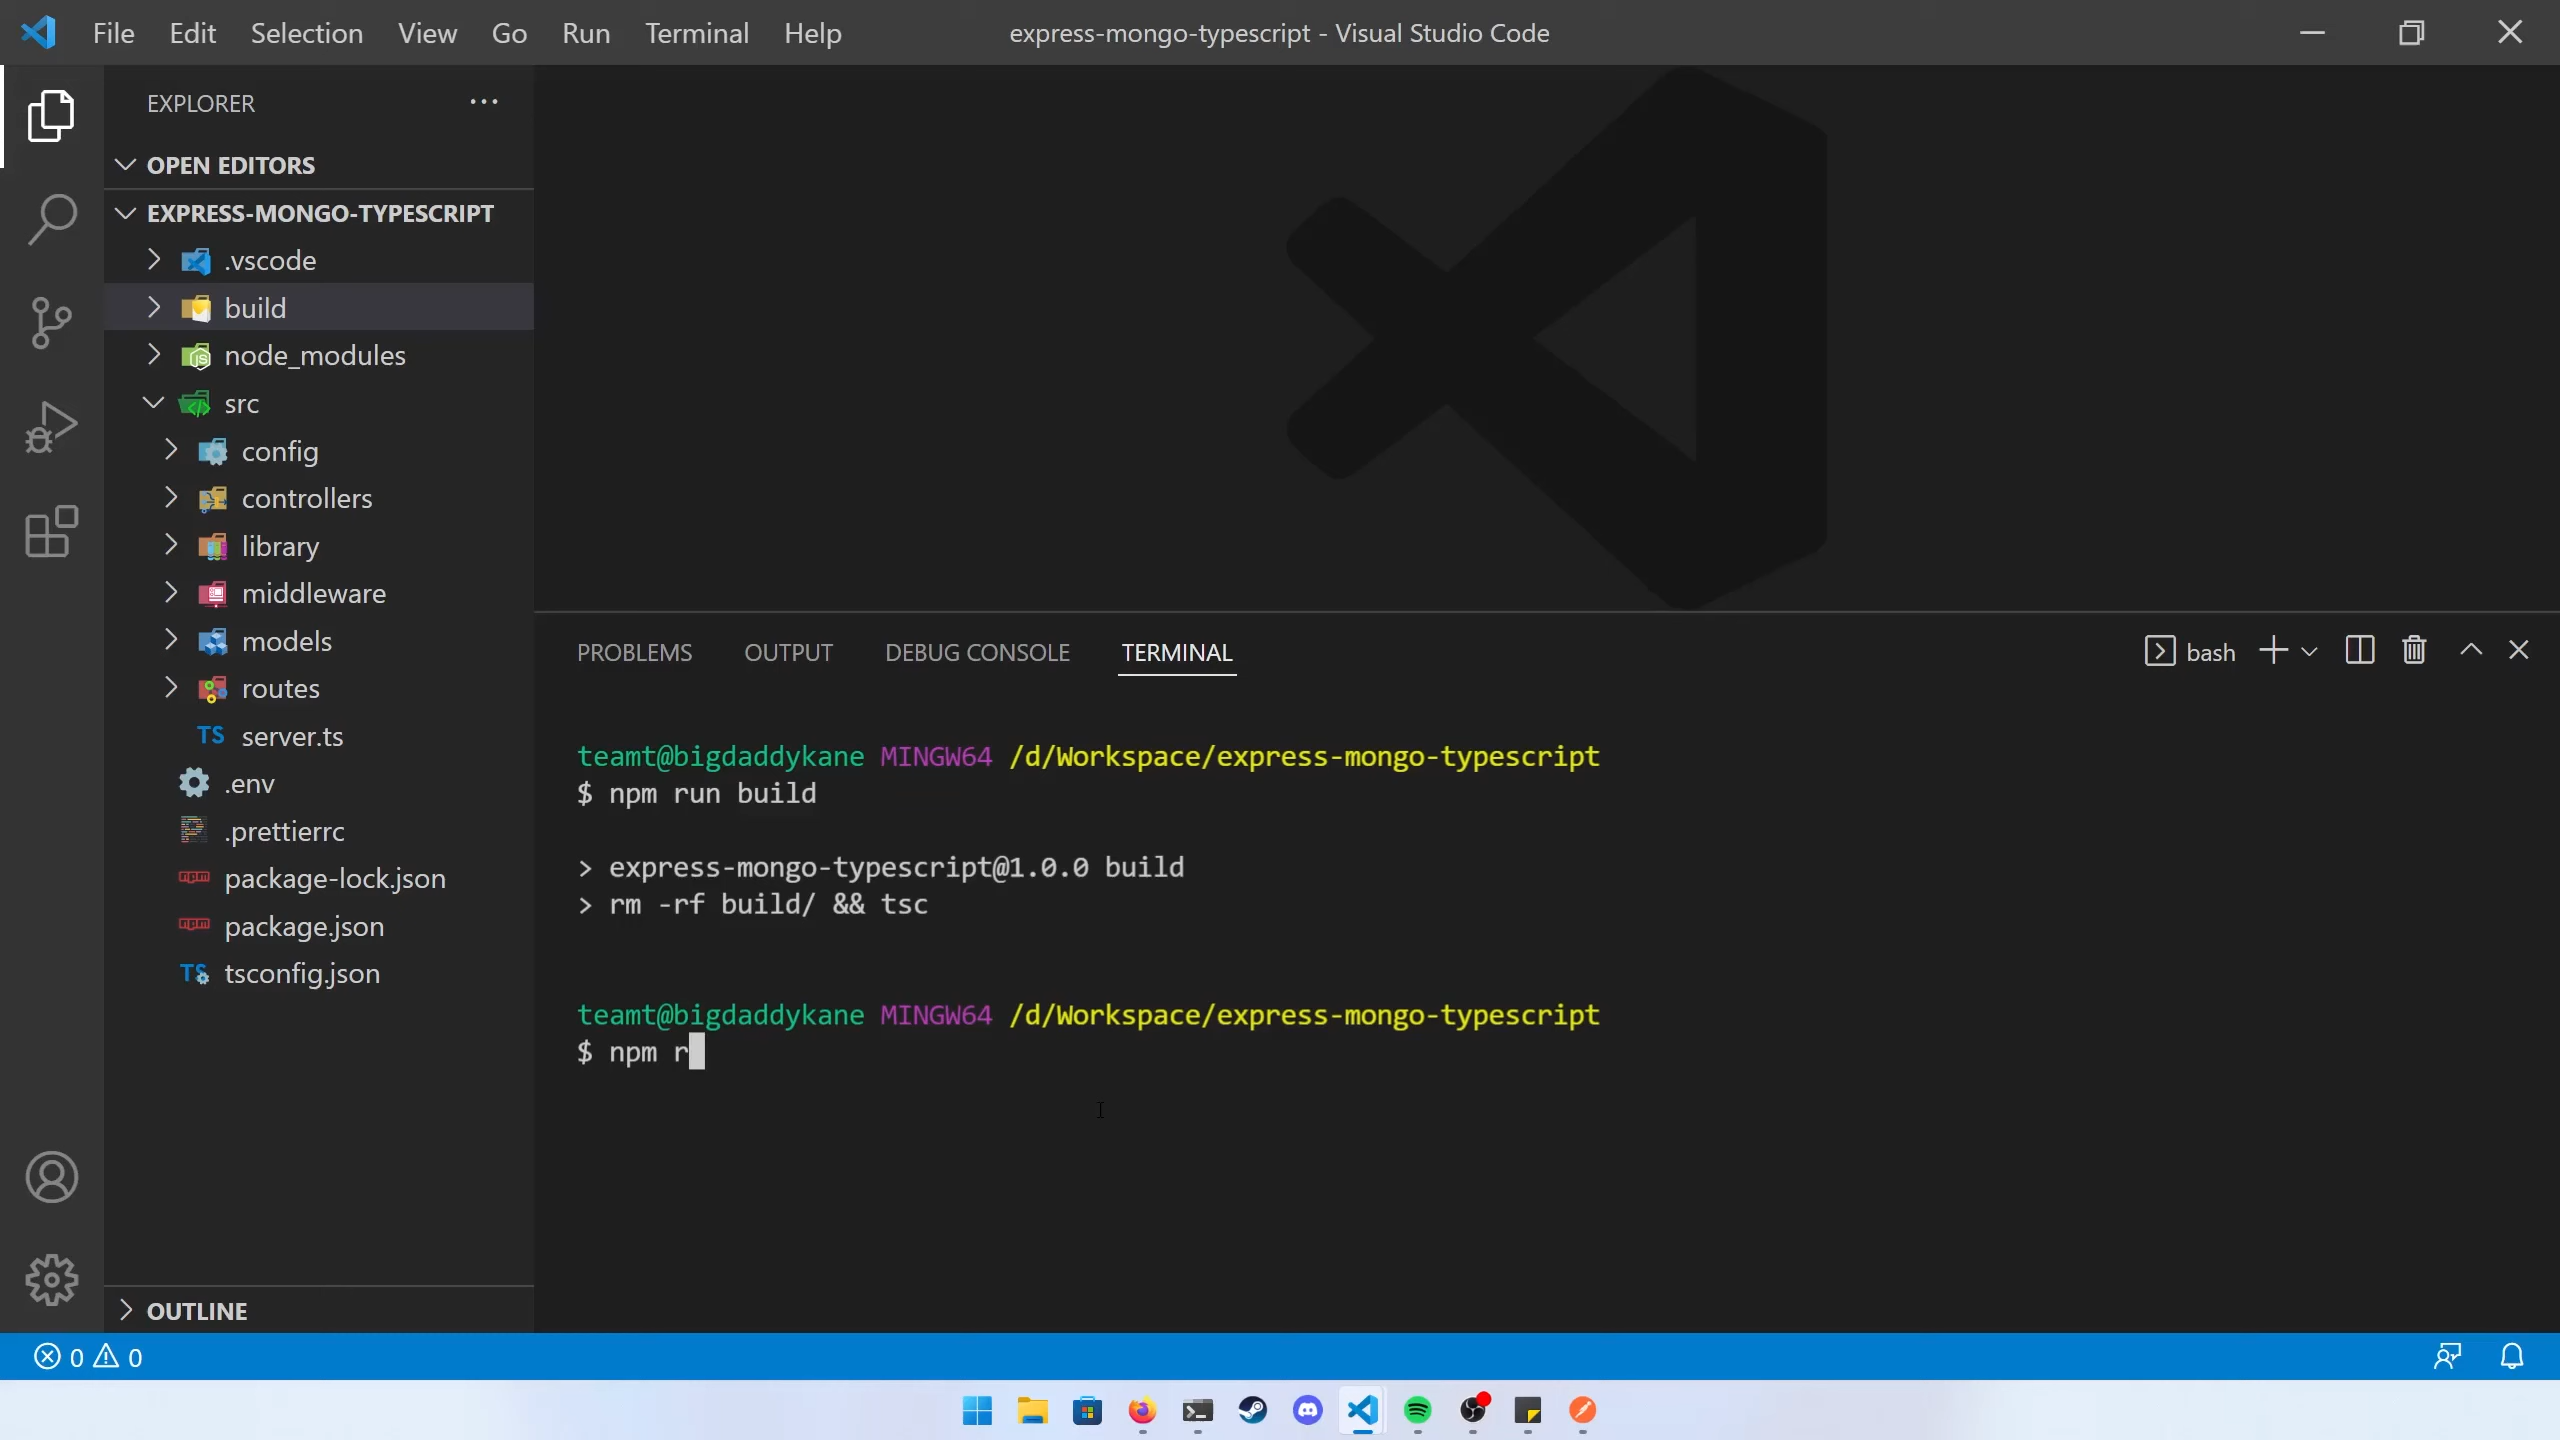 File Edit Selection View Go Run Terminal Help express-mongo-typescript - Visual Studio Code
EXPLORER
OPEN EDITORS
EXPRESS-MONGO-TYPESCRIPT
.vscode
build
node_modules
src
config
controllers
library
middleware
models
routes
TS server.ts
.env
.prettierrc
package-lock.json
package.json
TS tsconfig.json
OUTLINE
PROBLEMS OUTPUT DEBUG CONSOLE TERMINAL bash
teamt@bigdaddykane MINGW64 /d/Workspace/express-mongo-typescript
$ npm run build
> express-mongo-typescript@1.0.0 build
> rm -rf build/ && tsc
teamt@bigdaddykane MINGW64 /d/Workspace/express-mongo-typescript
$ npm r
0 0